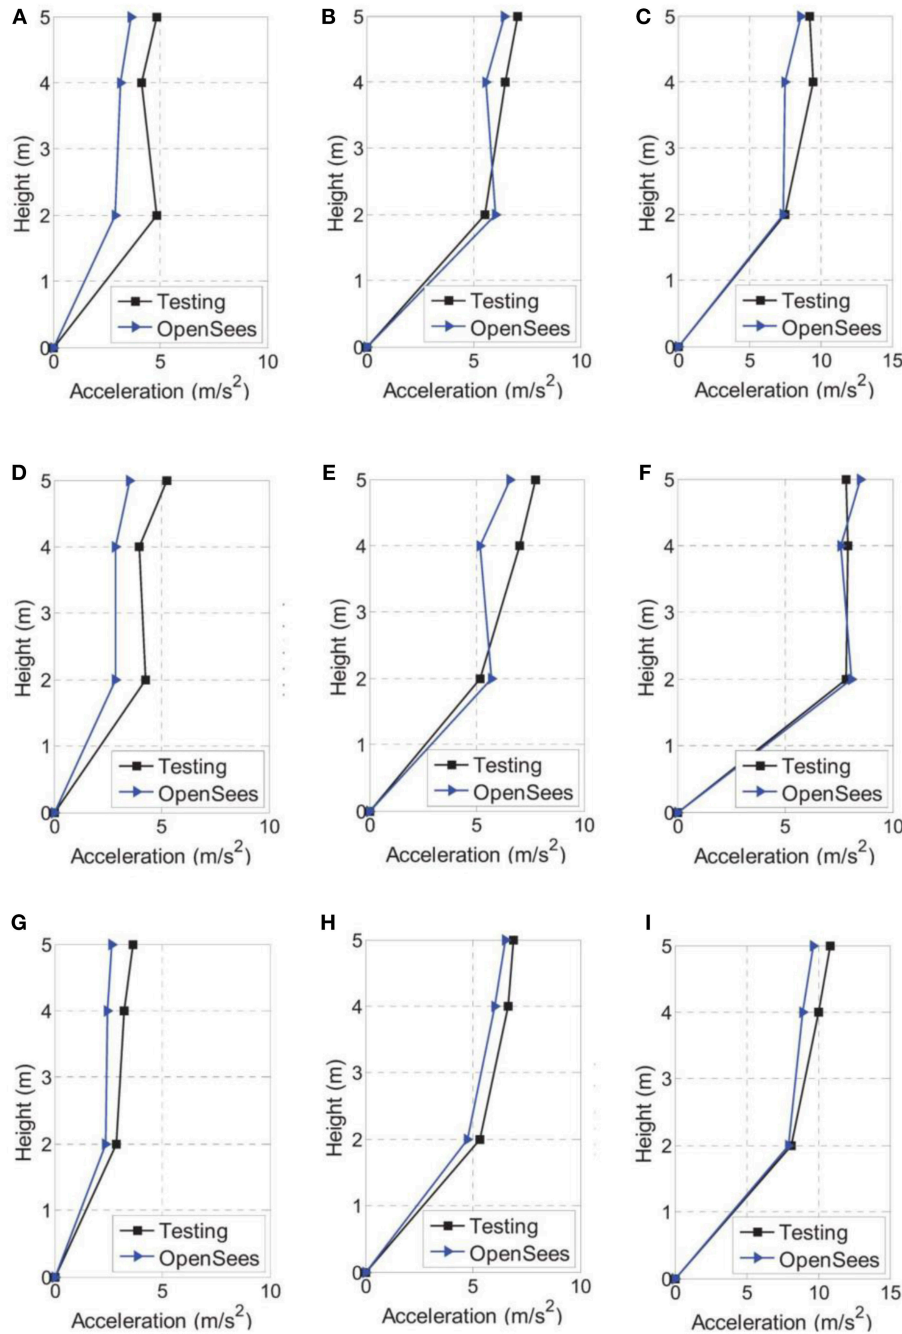 A
5
4
3
2
1
0
Height (m)
Testing
OpenSees
0 5 10
Acceleration (m/s²)
B
5
4
3
2
1
0
Height (m)
Testing
OpenSees
0 5 10
Acceleration (m/s²)
C
5
4
3
2
1
0
Height (m)
Testing
OpenSees
0 5 10 15
Acceleration (m/s²)
D
5
4
3
2
1
0
Height (m)
Testing
OpenSees
0 5 10
Acceleration (m/s²)
E
5
4
3
2
1
0
Height (m)
Testing
OpenSees
0 5 10
Acceleration (m/s²)
F
5
4
3
2
1
0
Height (m)
Testing
OpenSees
0 5 10
Acceleration (m/s²)
G
5
4
3
2
1
0
Height (m)
Testing
OpenSees
0 5 10
Acceleration (m/s²)
H
5
4
3
2
1
0
Height (m)
Testing
OpenSees
0 5 10
Acceleration (m/s²)
I
5
4
3
2
1
0
Height (m)
Testing
OpenSees
0 5 10 15
Acceleration (m/s²)